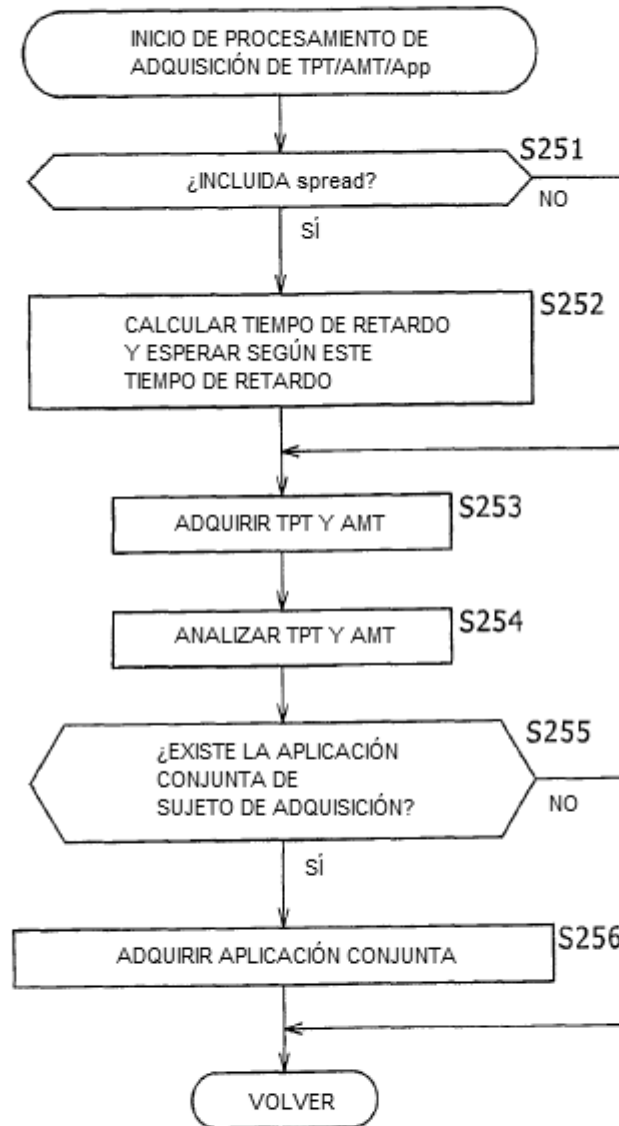 INICIO DE PROCESAMIENTO DE
ADQUISICIÓN DE TPT/AMT/App
S251
¿INCLUIDA spread?
NO
SÍ
S252
CALCULAR TIEMPO DE RETARDO
Y ESPERAR SEGÚN ESTE
TIEMPO DE RETARDO
S253
ADQUIRIR TPT Y AMT
S254
ANALIZAR TPT Y AMT
S255
¿EXISTE LA APLICACIÓN
CONJUNTA DE
SUJETO DE ADQUISICIÓN?
NO
SÍ
S256
ADQUIRIR APLICACIÓN CONJUNTA
VOLVER